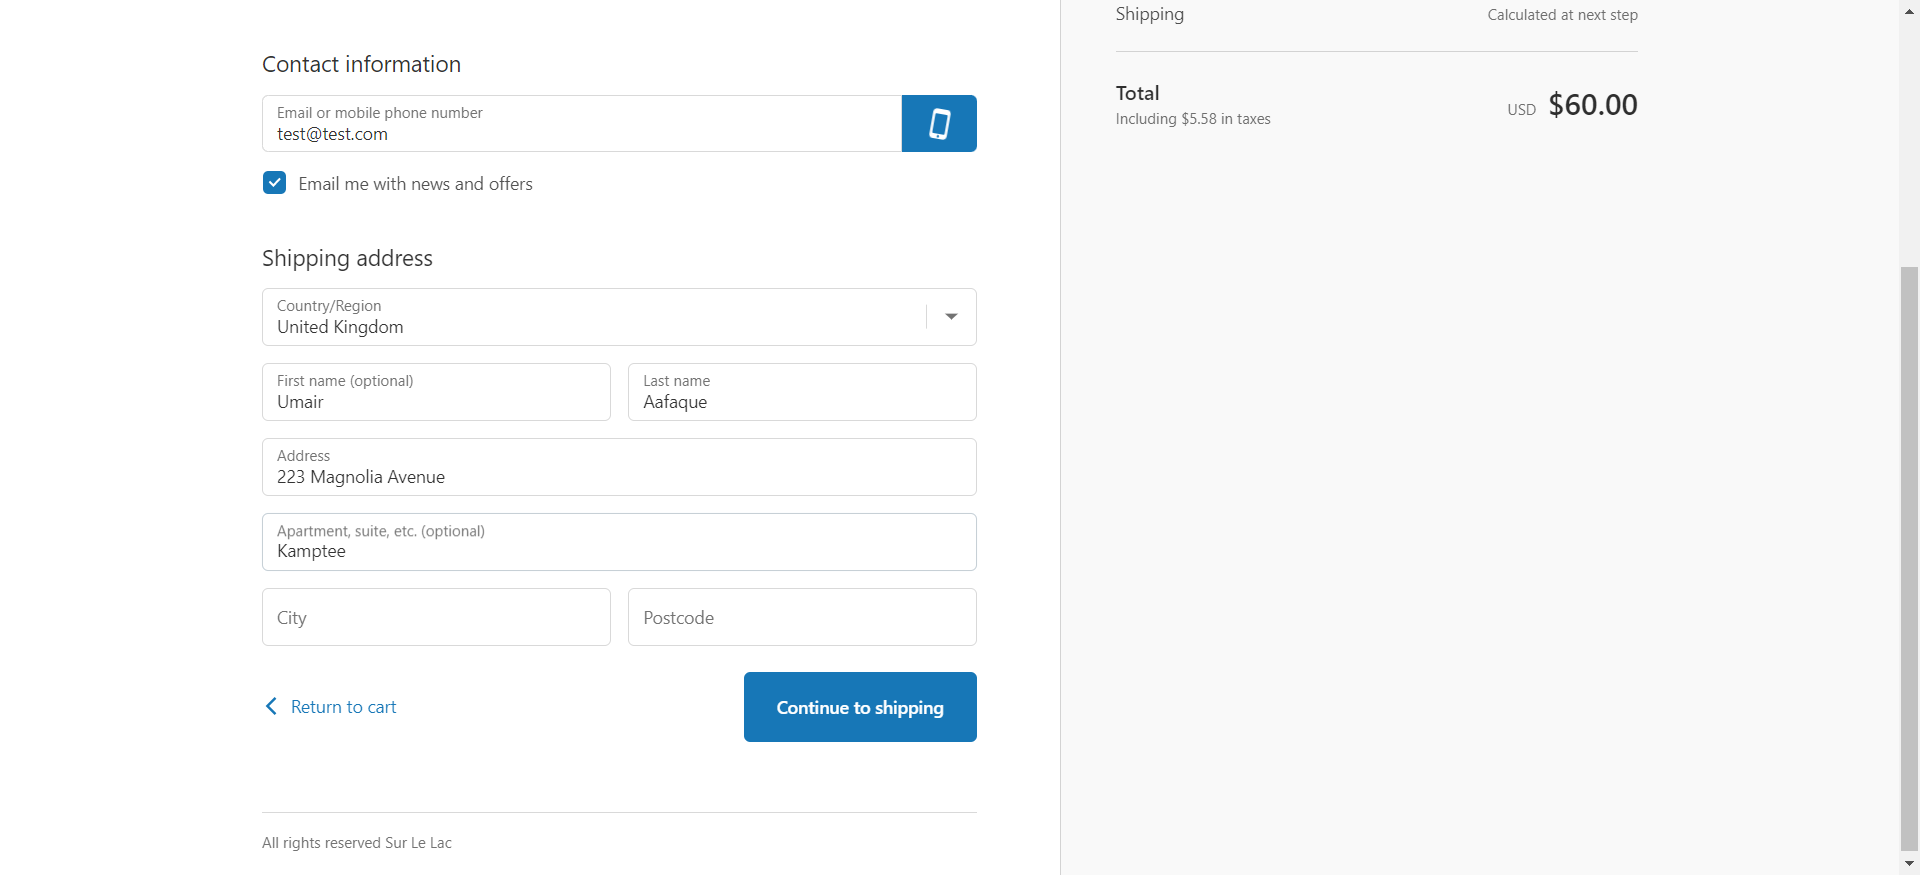 Contact information
Email or mobile phone number
test@test.com
Email me with news and offers
Shipping address
Country/Region
United Kingdom
First name (optional)
Umair
Last name
Aafaque
Address
223 Magnolia Avenue
Apartment, suite, etc. (optional)
Kamptee
City
Postcode
Return to cart
Continue to shipping
All rights reserved Sur Le Lac
Shipping
Calculated at next step
Total
Including $5.58 in taxes
USD $60.00